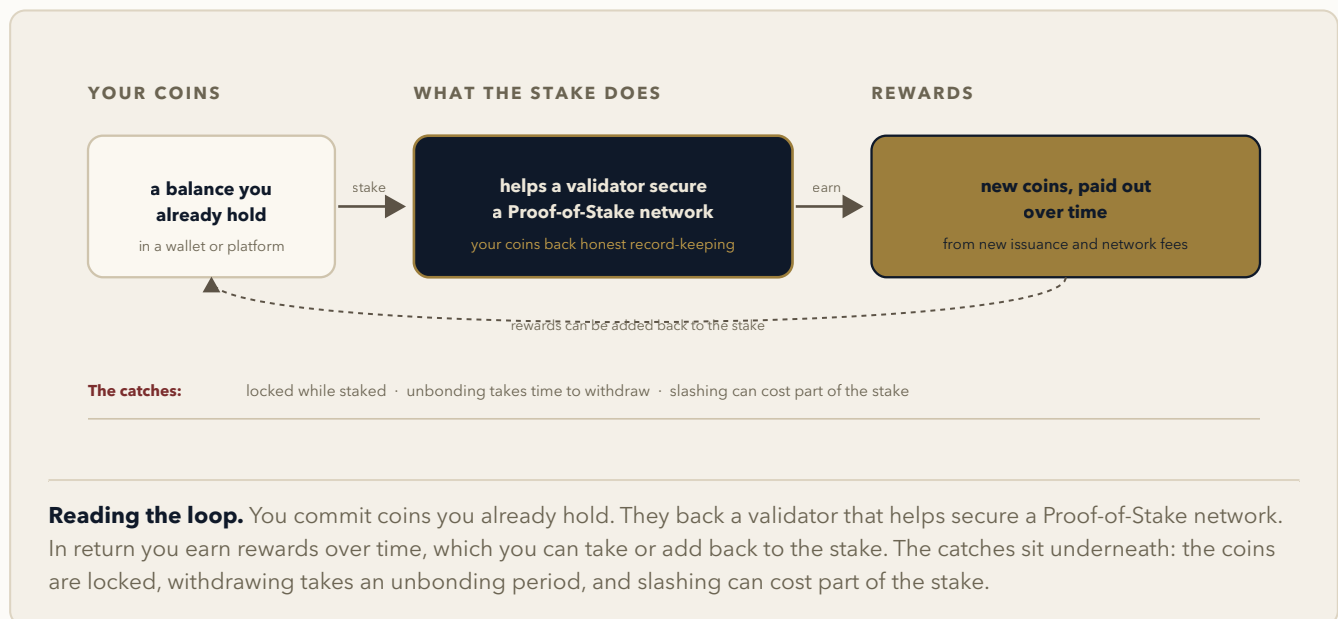 YOUR COINS
WHAT THE STAKE DOES
REWARDS
a balance you
already hold
in a wallet or platform
stake
helps a validator secure
a Proof-of-Stake network
your coins back honest record-keeping
earn
new coins, paid out
over time
from new issuance and network fees
rewards can be added back to the stake
The catches: locked while staked · unbonding takes time to withdraw · slashing can cost part of the stake
Reading the loop. You commit coins you already hold. They back a validator that helps secure a Proof-of-Stake network.
In return you earn rewards over time, which you can take or add back to the stake. The catches sit underneath: the coins
are locked, withdrawing takes an unbonding period, and slashing can cost part of the stake.